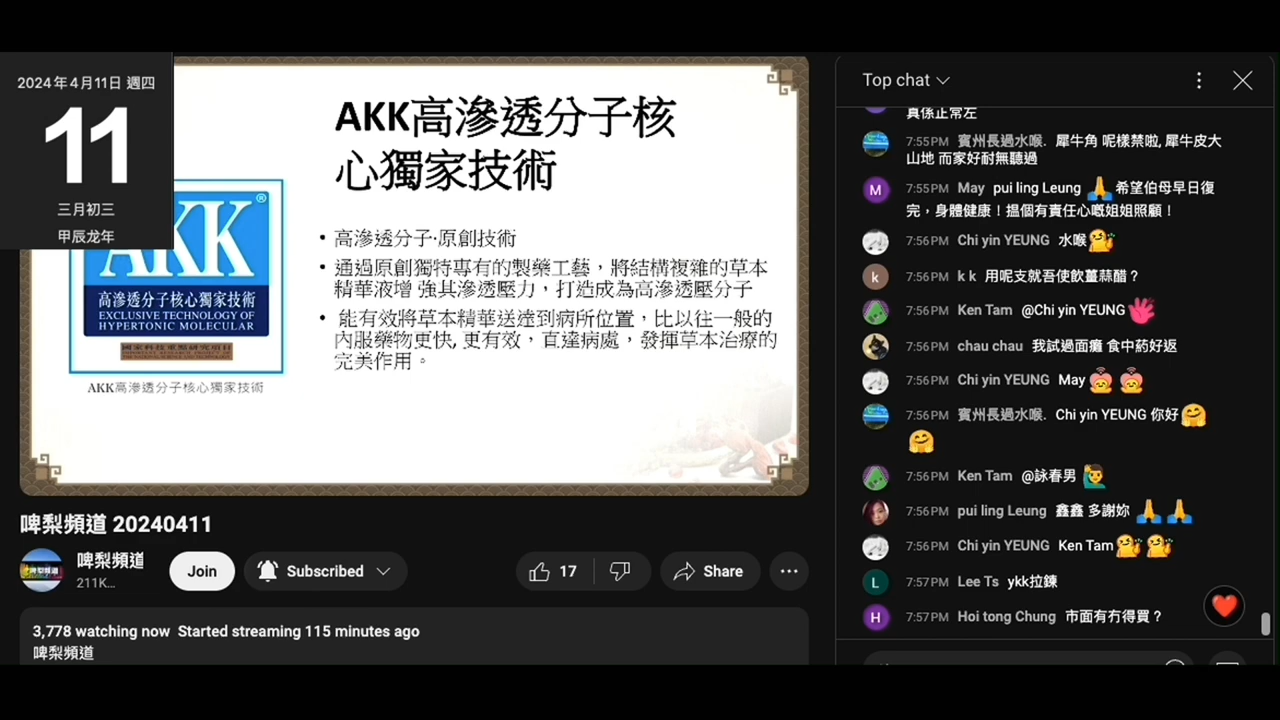 2024年4月11日 週四
11
三月初三
甲辰龙年
AKK高滲透分子核
心獨家技術
AKK
®
高滲透分子核心獨家技術
EXCLUSIVE TECHNOLOGY OF
HYPERTONIC MOLECULAR
國家科技重點研究項目
AKK高滲透分子核心獨家技術
• 高滲透分子·原創技術
• 通過原創獨特專有的製藥工藝，將結構複雜的草本
精華液增 強其滲透壓力，打造成為高滲透壓分子
• 能有效將草本精華送達到病所位置，比以往一般的
內服藥物更快, 更有效，直達病處，發揮草本治療的
完美作用。
啤梨頻道 20240411
啤梨頻道
211K...
Join
Subscribed
17
Share
3,778 watching now Started streaming 115 minutes ago
啤梨頻道
Top chat
真係正常左
7:55PM 賓州長過水喉. 犀牛角 呢樣禁啦, 犀牛皮大
山地 而家好耐無聽過
7:55PM May pui ling Leung 🙏希望伯母早日復
完，身體健康！搵個有責任心嘅姐姐照顧！
7:56PM Chi yin YEUNG 水喉
7:56PM k k 用呢支就吾使飲薑蒜醋？
7:56PM Ken Tam @Chi yin YEUNG
7:56PM chau chau 我試過面癱 食中葯好返
7:56PM Chi yin YEUNG May
7:56PM 賓州長過水喉. Chi yin YEUNG 你好🤗
🤗
7:56PM Ken Tam @詠春男 🙋‍♂️
7:56PM pui ling Leung 鑫鑫 多謝妳 🙏 🙏
7:56PM Chi yin YEUNG Ken Tam
7:57PM Lee Ts ykk拉鍊
7:57PM Hoi tong Chung 市面有冇得買？
M
k
L
H